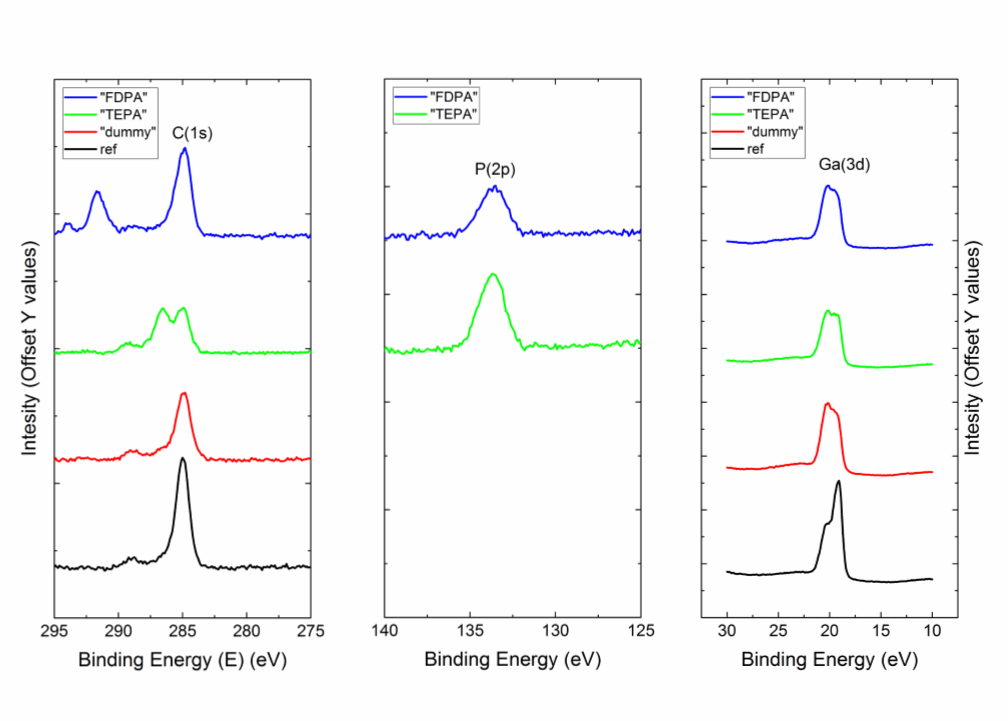 "FDPA"
"TEPA"
"dummy"
ref
C(1s)
Intesity (Offset Y values)
295 290 285 280 275
Binding Energy (E) (eV)
"FDPA"
"TEPA"
P(2p)
140 135 130 125
Binding Energy (eV)
"FDPA"
"TEPA"
"dummy"
ref
Ga(3d)
30 25 20 15 10
Binding Energy (eV)
Intesity (Offset Y values)